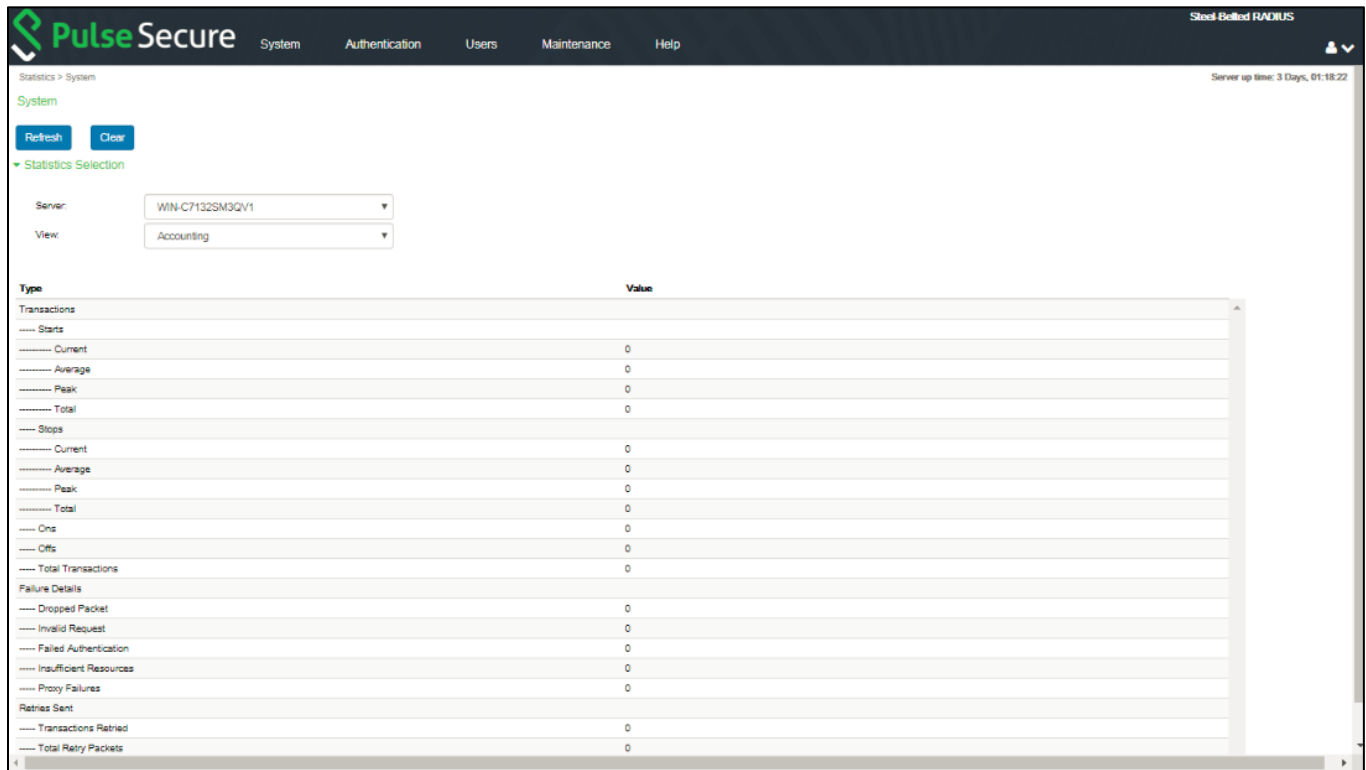 Steel-Belted RADIUS
Pulse Secure System Authentication Users Maintenance Help
Statistics > System Server up time: 3 Days, 01:18:22
System
Refresh Clear
Statistics Selection
Server: WIN-C7132SM3QV1
View: Accounting
Type Value
Transactions
----- Starts
---------- Current 0
---------- Average 0
---------- Peak 0
---------- Total 0
----- Stops
---------- Current 0
---------- Average 0
---------- Peak 0
---------- Total 0
----- Ons 0
----- Offs 0
----- Total Transactions 0
Failure Details
----- Dropped Packet 0
----- Invalid Request 0
----- Failed Authentication 0
----- Insufficient Resources 0
----- Proxy Failures 0
Retries Sent
----- Transactions Retried 0
----- Total Retry Packets 0